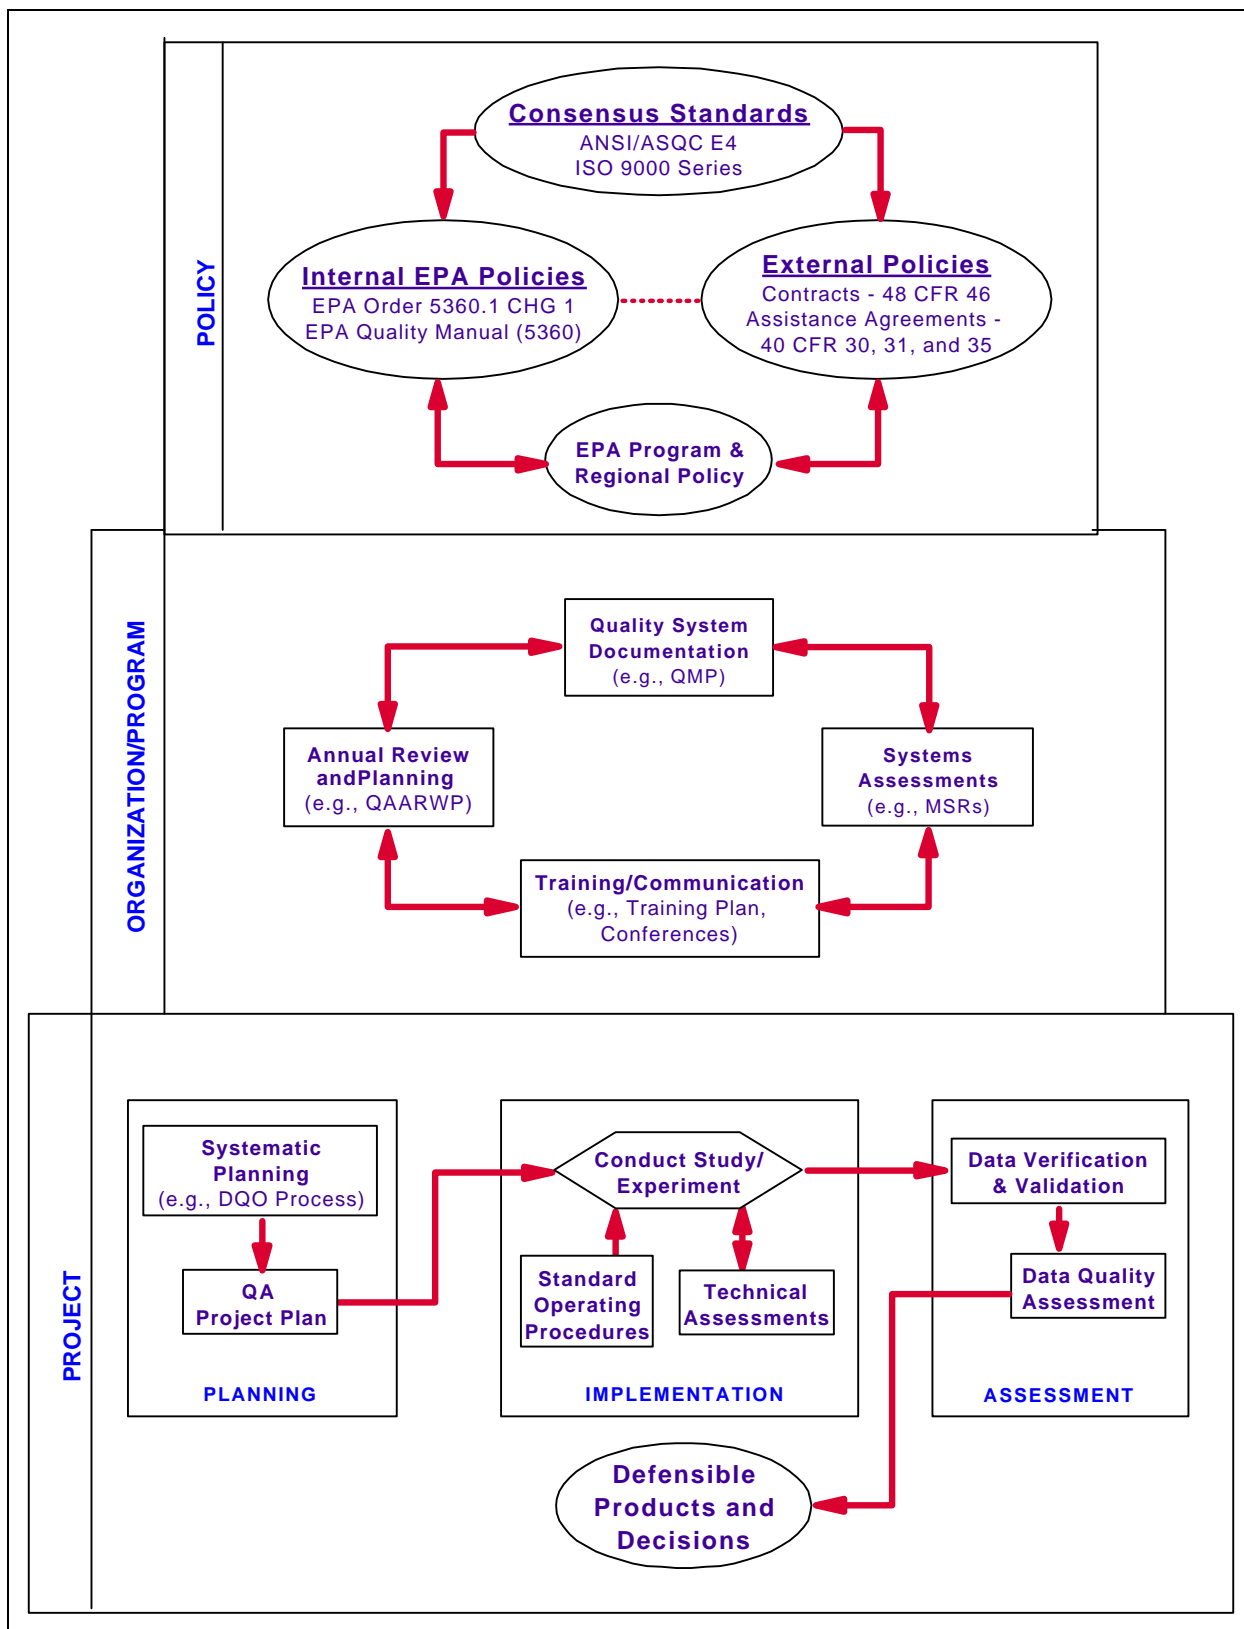 POLICY
Consensus Standards
ANSI/ASQC E4
ISO 9000 Series
Internal EPA Policies
EPA Order 5360.1 CHG 1
EPA Quality Manual (5360)
External Policies
Contracts - 48 CFR 46
Assistance Agreements -
40 CFR 30, 31, and 35
EPA Program &
Regional Policy
ORGANIZATION/PROGRAM
Quality System
Documentation
(e.g., QMP)
Annual Review
andPlanning
(e.g., QAARWP)
Systems
Assessments
(e.g., MSRs)
Training/Communication
(e.g., Training Plan,
Conferences)
PROJECT
Systematic
Planning
(e.g., DQO Process)
QA
Project Plan
PLANNING
Conduct Study/
Experiment
Standard
Operating
Procedures
Technical
Assessments
IMPLEMENTATION
Data Verification
& Validation
Data Quality
Assessment
ASSESSMENT
Defensible
Products and
Decisions